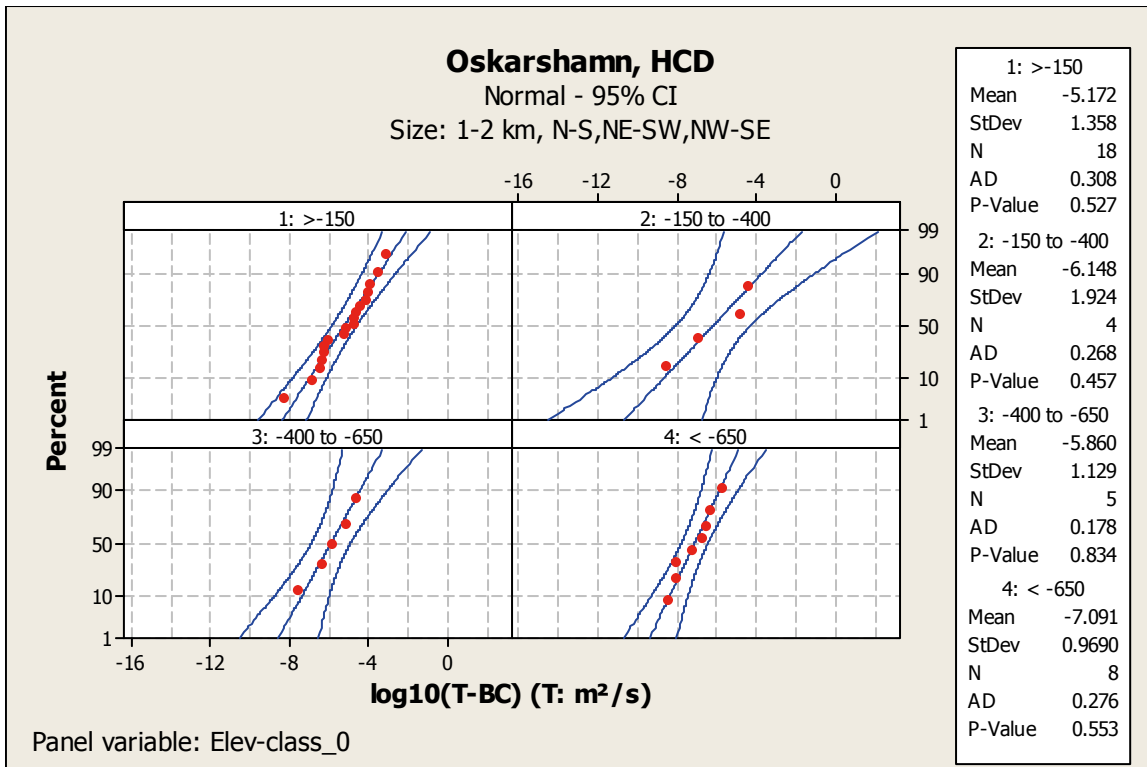 Oskarshamn, HCD
Normal - 95% CI
Size: 1-2 km, N-S,NE-SW,NW-SE
-16 -12 -8 -4 0
1: >-150
2: -150 to -400
99
90
50
10
1
3: -400 to -650
4: < -650
99
90
50
10
1
-16 -12 -8 -4 0
Percent
log10(T-BC) (T: m²/s)
Panel variable: Elev-class_0
1: >-150
Mean -5.172
StDev 1.358
N 18
AD 0.308
P-Value 0.527
2: -150 to -400
Mean -6.148
StDev 1.924
N 4
AD 0.268
P-Value 0.457
3: -400 to -650
Mean -5.860
StDev 1.129
N 5
AD 0.178
P-Value 0.834
4: < -650
Mean -7.091
StDev 0.9690
N 8
AD 0.276
P-Value 0.553